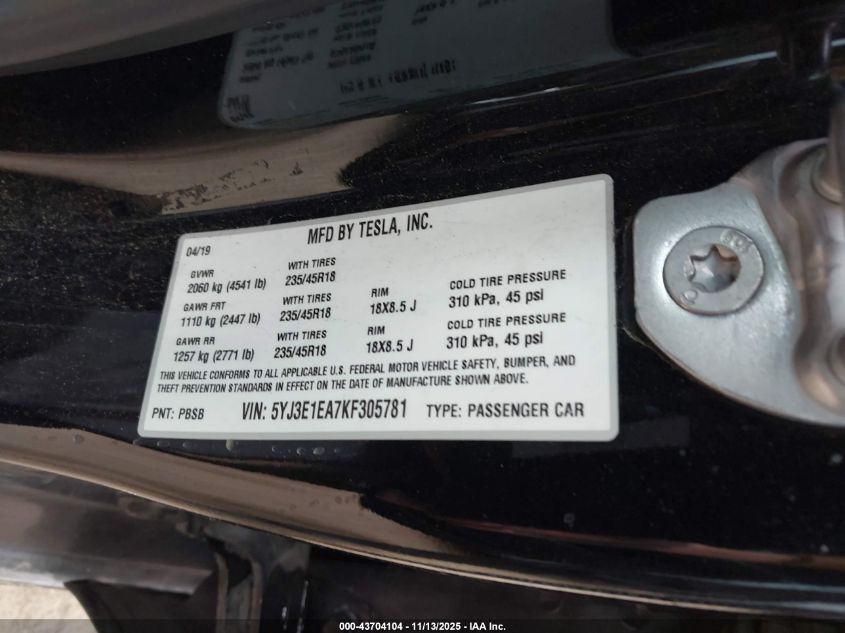 MFD BY TESLA, INC.
04/19
GVWR
2060 kg (4541 lb)
WITH TIRES
235/45R18
GAWR FRT
1110 kg (2447 lb)
WITH TIRES
235/45R18
RIM
18X8.5 J
COLD TIRE PRESSURE
310 kPa, 45 psi
GAWR RR
1257 kg (2771 lb)
WITH TIRES
235/45R18
RIM
18X8.5 J
COLD TIRE PRESSURE
310 kPa, 45 psi
THIS VEHICLE CONFORMS TO ALL APPLICABLE U.S. FEDERAL MOTOR VEHICLE SAFETY, BUMPER, AND
THEFT PREVENTION STANDARDS IN EFFECT ON THE DATE OF MANUFACTURE SHOWN ABOVE.
PNT: PBSB VIN: 5YJ3E1EA7KF305781 TYPE: PASSENGER CAR
000-43704104 - 11/13/2025 - IAA Inc.